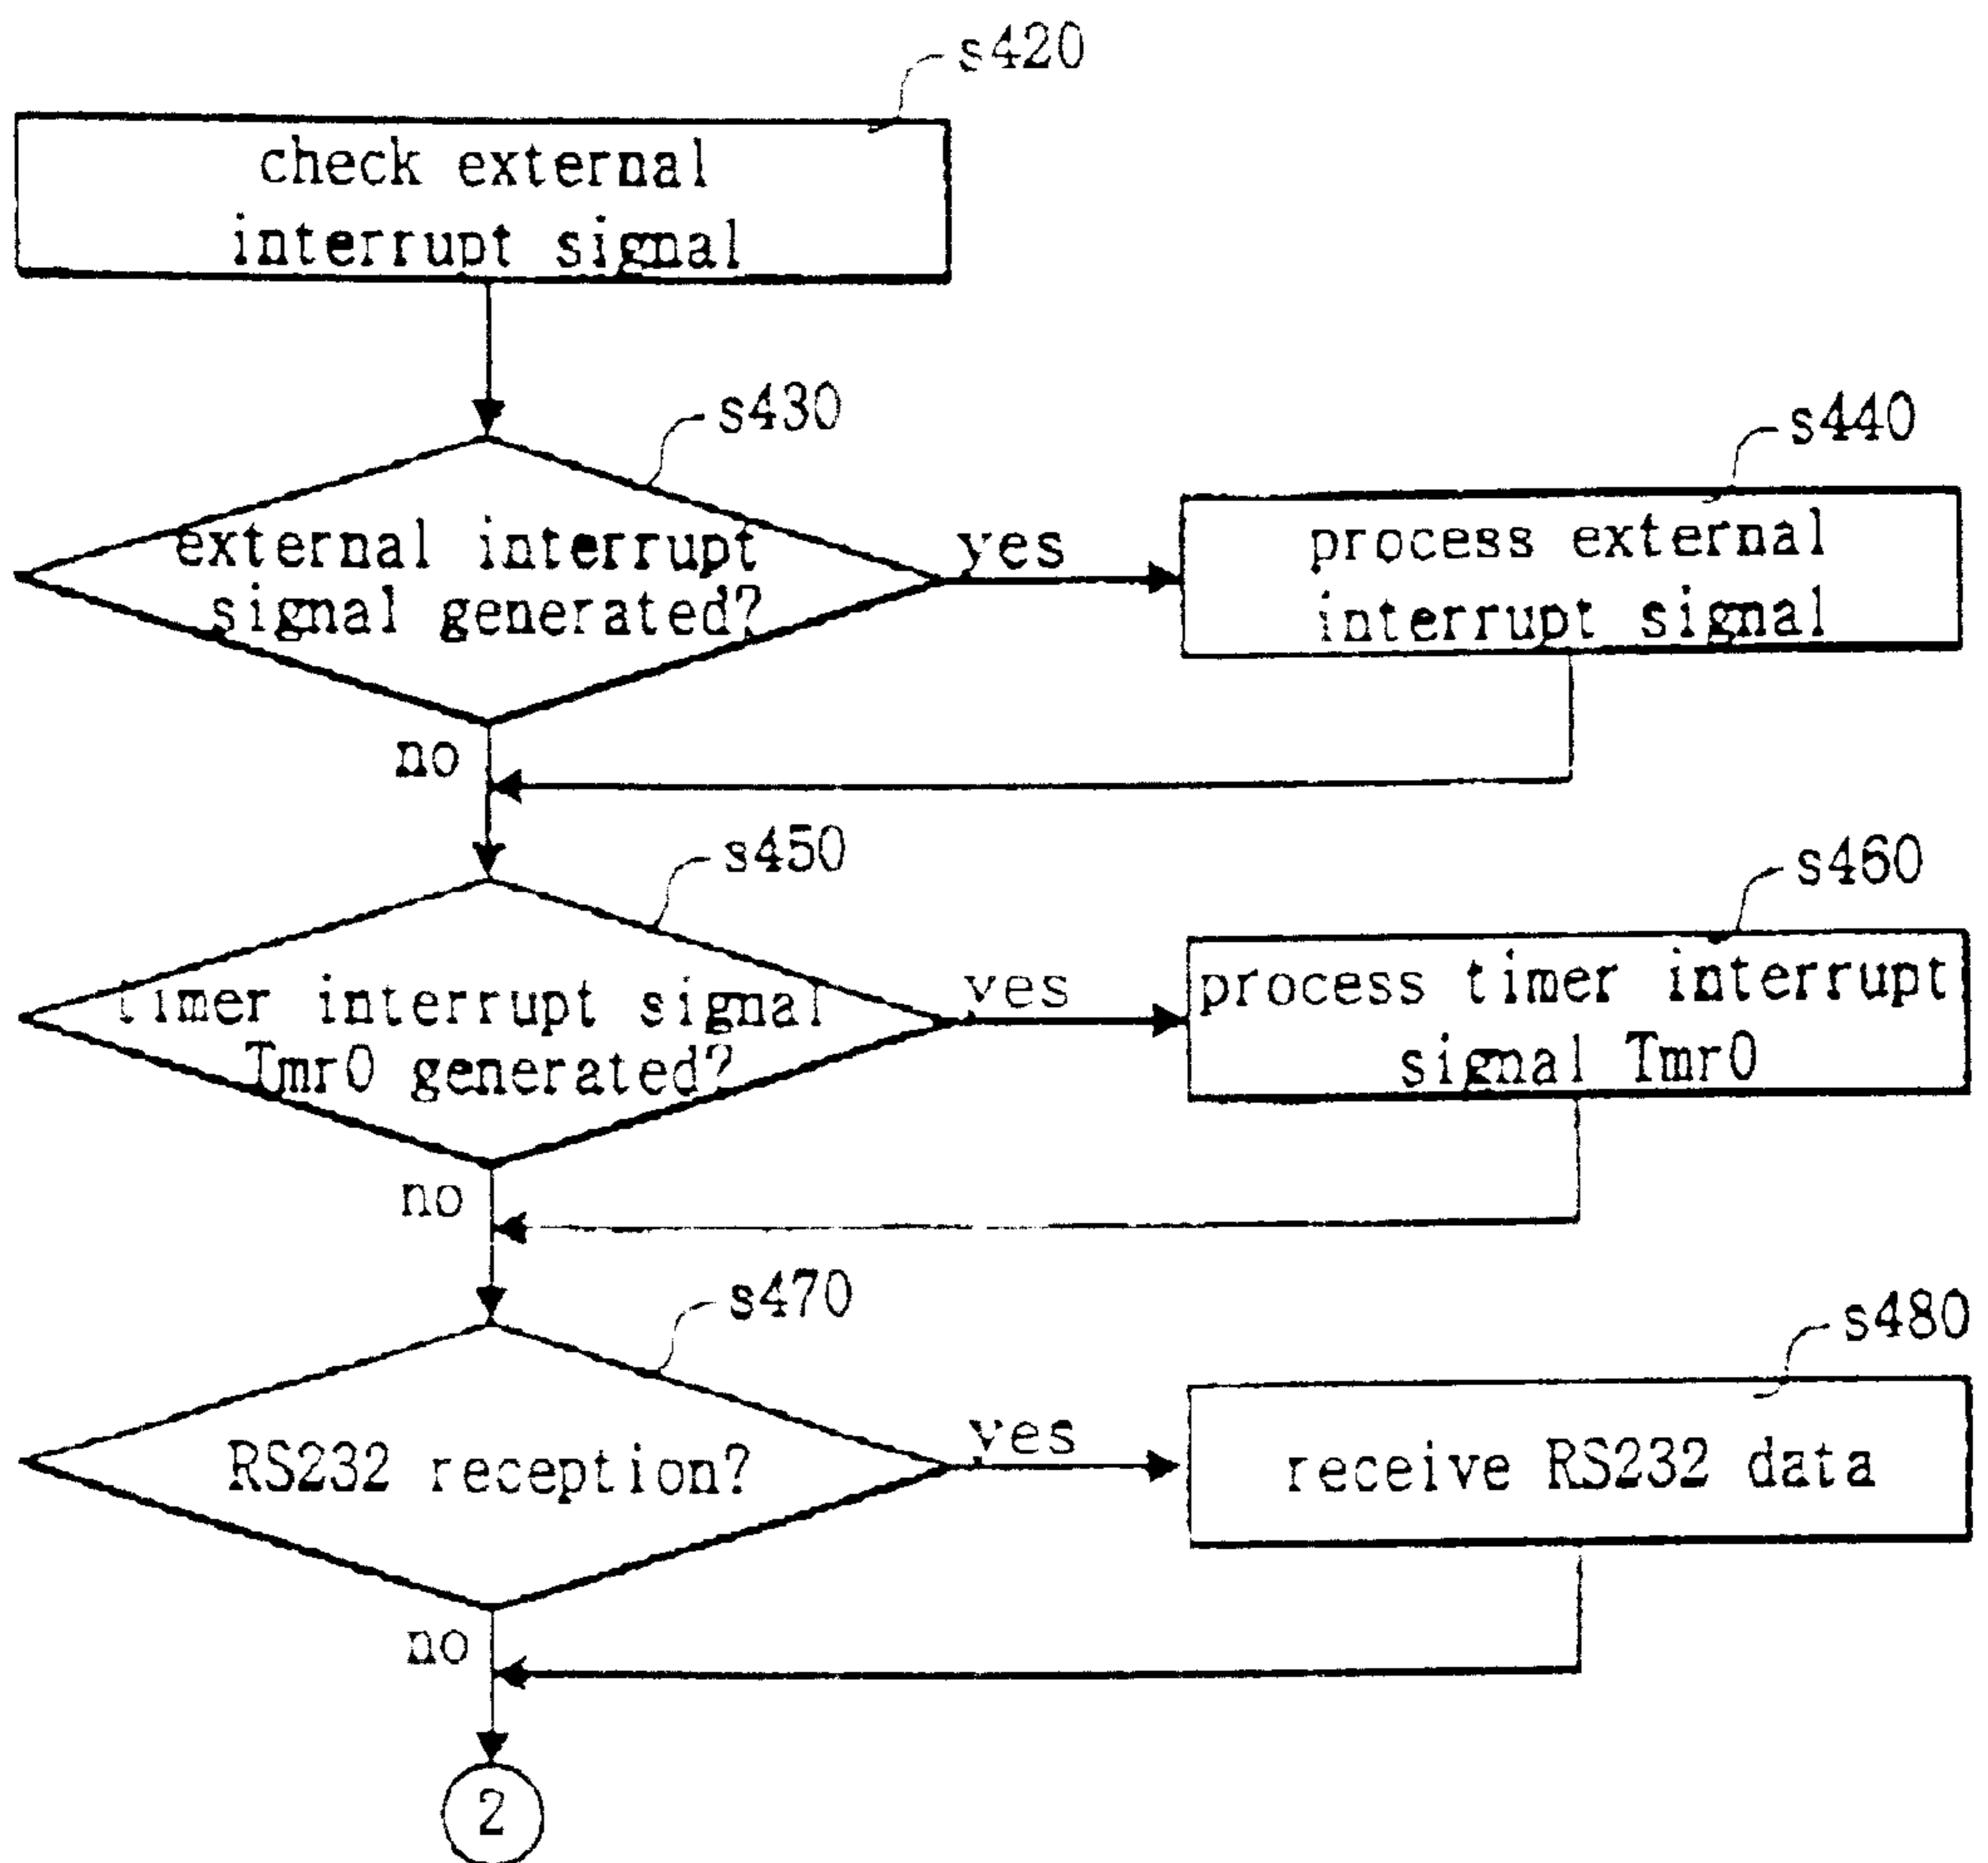 s420
check external
interrupt signal
s430
external interrupt
signal generated?
yes
s440
process external
interrupt signal
no
s450
timer interrupt signal
Tmr0 generated?
yes
s460
process timer interrupt
signal Tmr0
no
s470
RS232 reception?
yes
s480
receive RS232 data
no
2